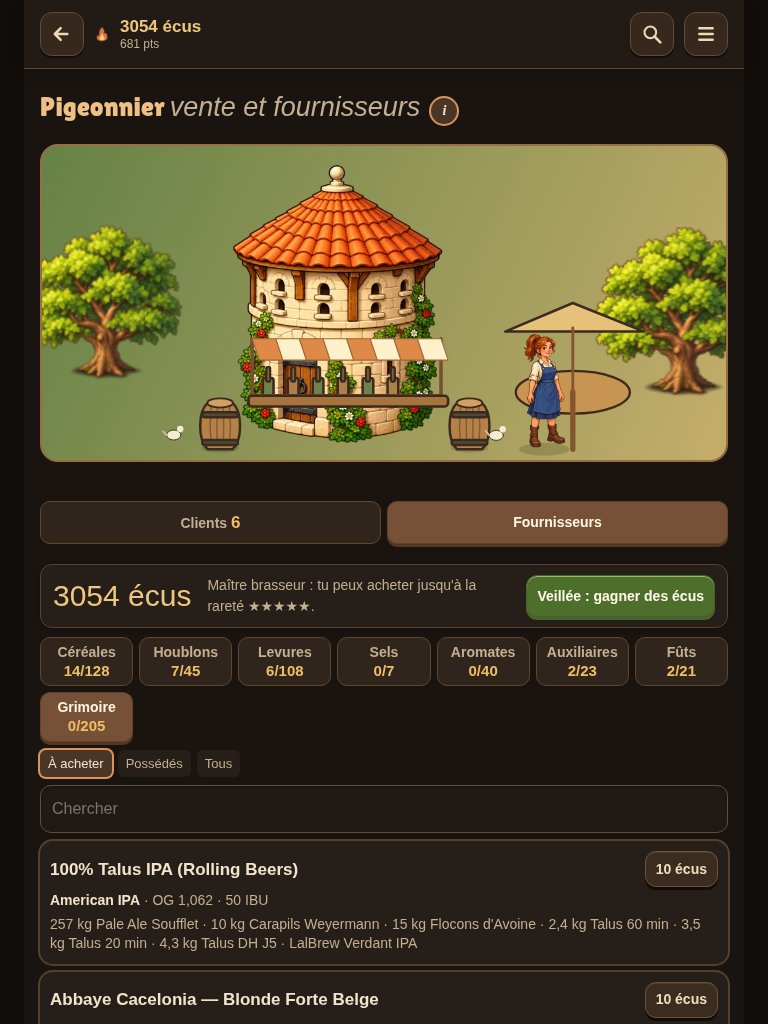 3054 écus
681 pts
Pigeonnier vente et fournisseurs i
Clients 6
Fournisseurs
3054 écus
Maître brasseur : tu peux acheter jusqu'à la
rareté ★★★★★.
Veillée : gagner des écus
Céréales
14/128
Houblons
7/45
Levures
6/108
Sels
0/7
Aromates
0/40
Auxiliaires
2/23
Fûts
2/21
Grimoire
0/205
À acheter
Possédés
Tous
Chercher
100% Talus IPA (Rolling Beers)
10 écus
American IPA · OG 1,062 · 50 IBU
257 kg Pale Ale Soufflet · 10 kg Carapils Weyermann · 15 kg Flocons d'Avoine · 2,4 kg Talus 60 min · 3,5
kg Talus 20 min · 4,3 kg Talus DH J5 · LalBrew Verdant IPA
Abbaye Cacelonia — Blonde Forte Belge
10 écus